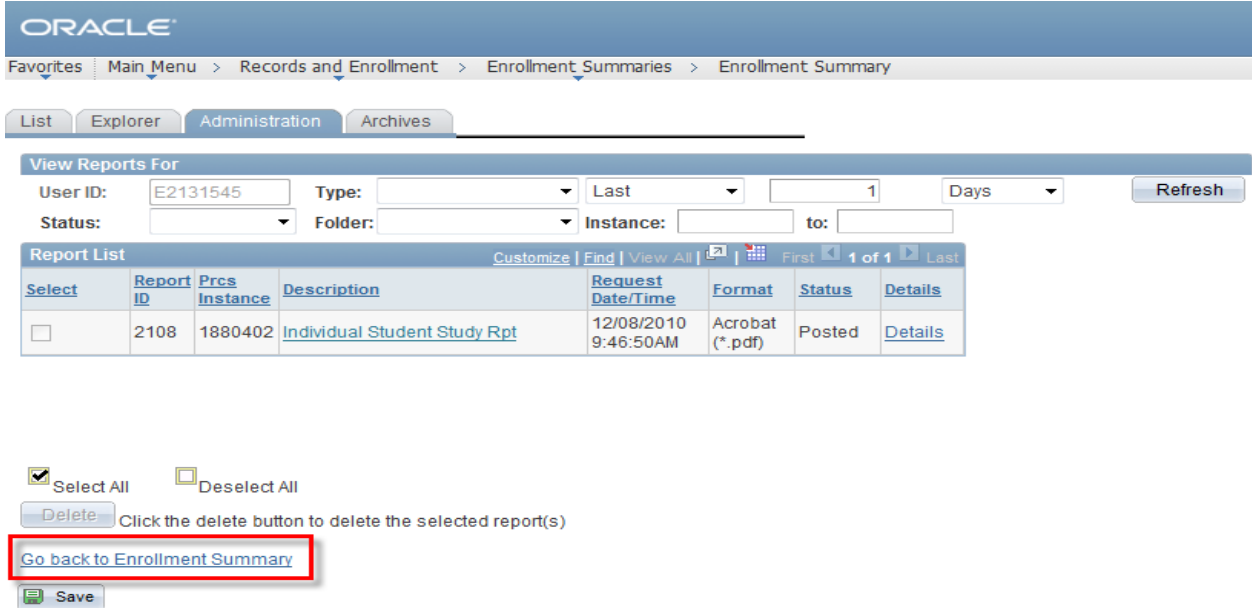 ORACLE
Favorites Main Menu > Records and Enrollment > Enrollment Summaries > Enrollment Summary
List Explorer Administration Archives
View Reports For
User ID: E2131545 Type: Last 1 Days Refresh
Status: Folder: Instance: to:
Report List Customize | Find | View All | | First 1 of 1 Last
Select Report ID Prcs Instance Description Request Date/Time Format Status Details
2108 1880402 Individual Student Study Rpt 12/08/2010 9:46:50AM Acrobat (*.pdf) Posted Details
Select All Deselect All
Delete Click the delete button to delete the selected report(s)
Go back to Enrollment Summary
Save